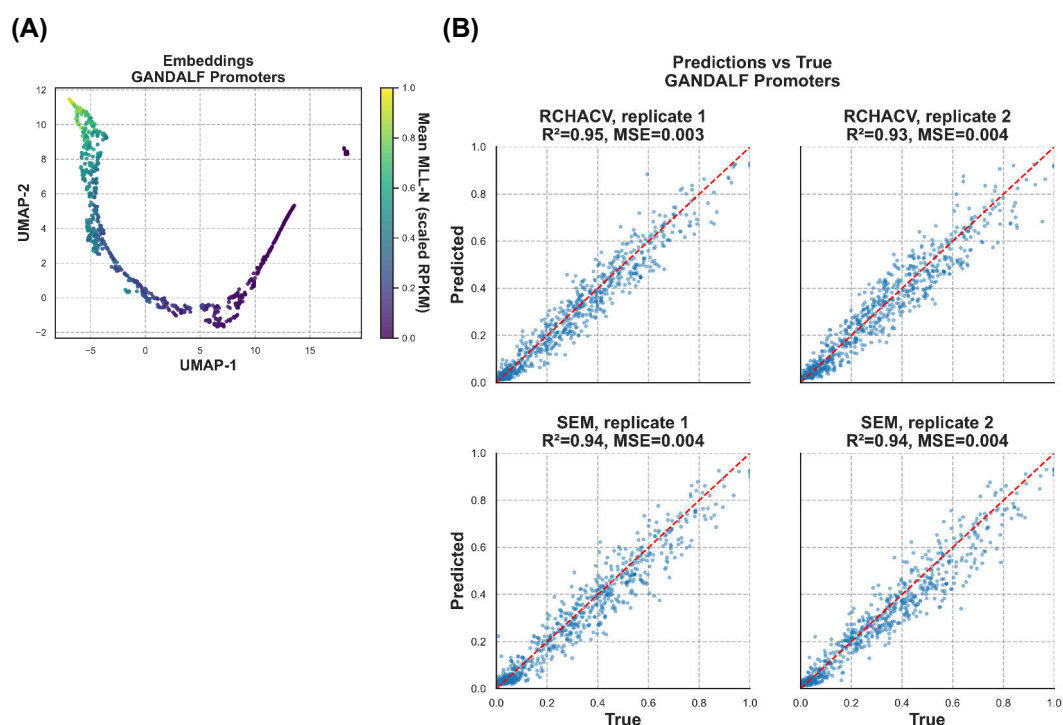 (A)
Embeddings
GANDALF Promoters
12
10
8
6
4
2
0
−2
UMAP-2
−5
0
5
10
15
UMAP-1
1.0
0.8
0.6
0.4
0.2
0.0
Mean MLL-N (scaled RPKM)
(B)
Predictions vs True
GANDALF Promoters
RCHACV, replicate 1
R²=0.95, MSE=0.003
1.0
0.8
0.6
0.4
0.2
0.0
Predicted
RCHACV, replicate 2
R²=0.93, MSE=0.004
SEM, replicate 1
R²=0.94, MSE=0.004
1.0
0.8
0.6
0.4
0.2
0.0
Predicted
0.0 0.2 0.4 0.6 0.8 1.0
True
SEM, replicate 2
R²=0.94, MSE=0.004
0.0 0.2 0.4 0.6 0.8 1.0
True